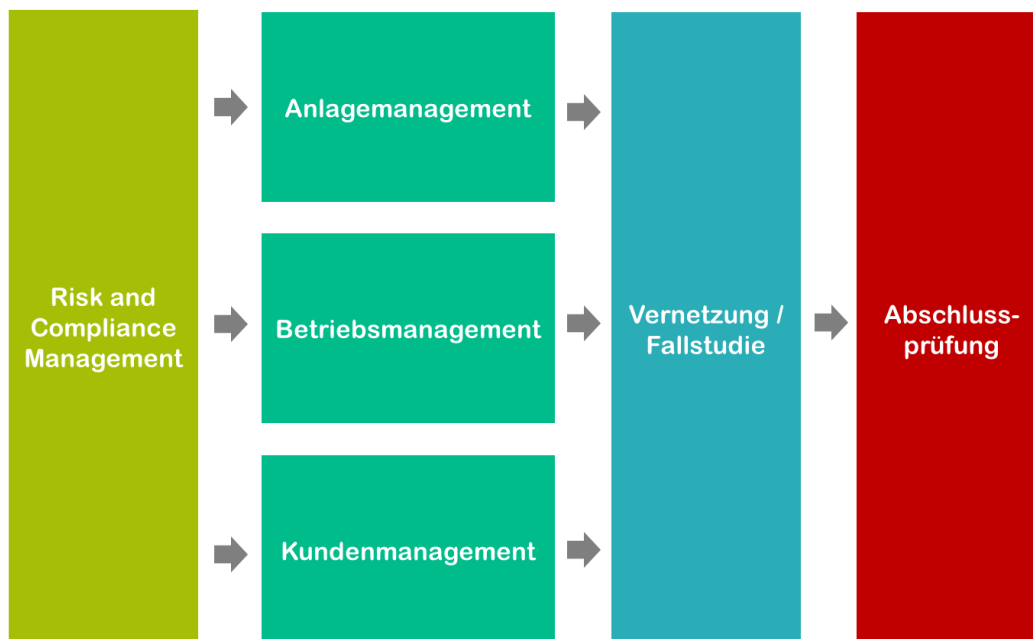 Risk and
Compliance
Management
Anlagemanagement
Betriebsmanagement
Kundenmanagement
Vernetzung /
Fallstudie
Abschluss-
prüfung